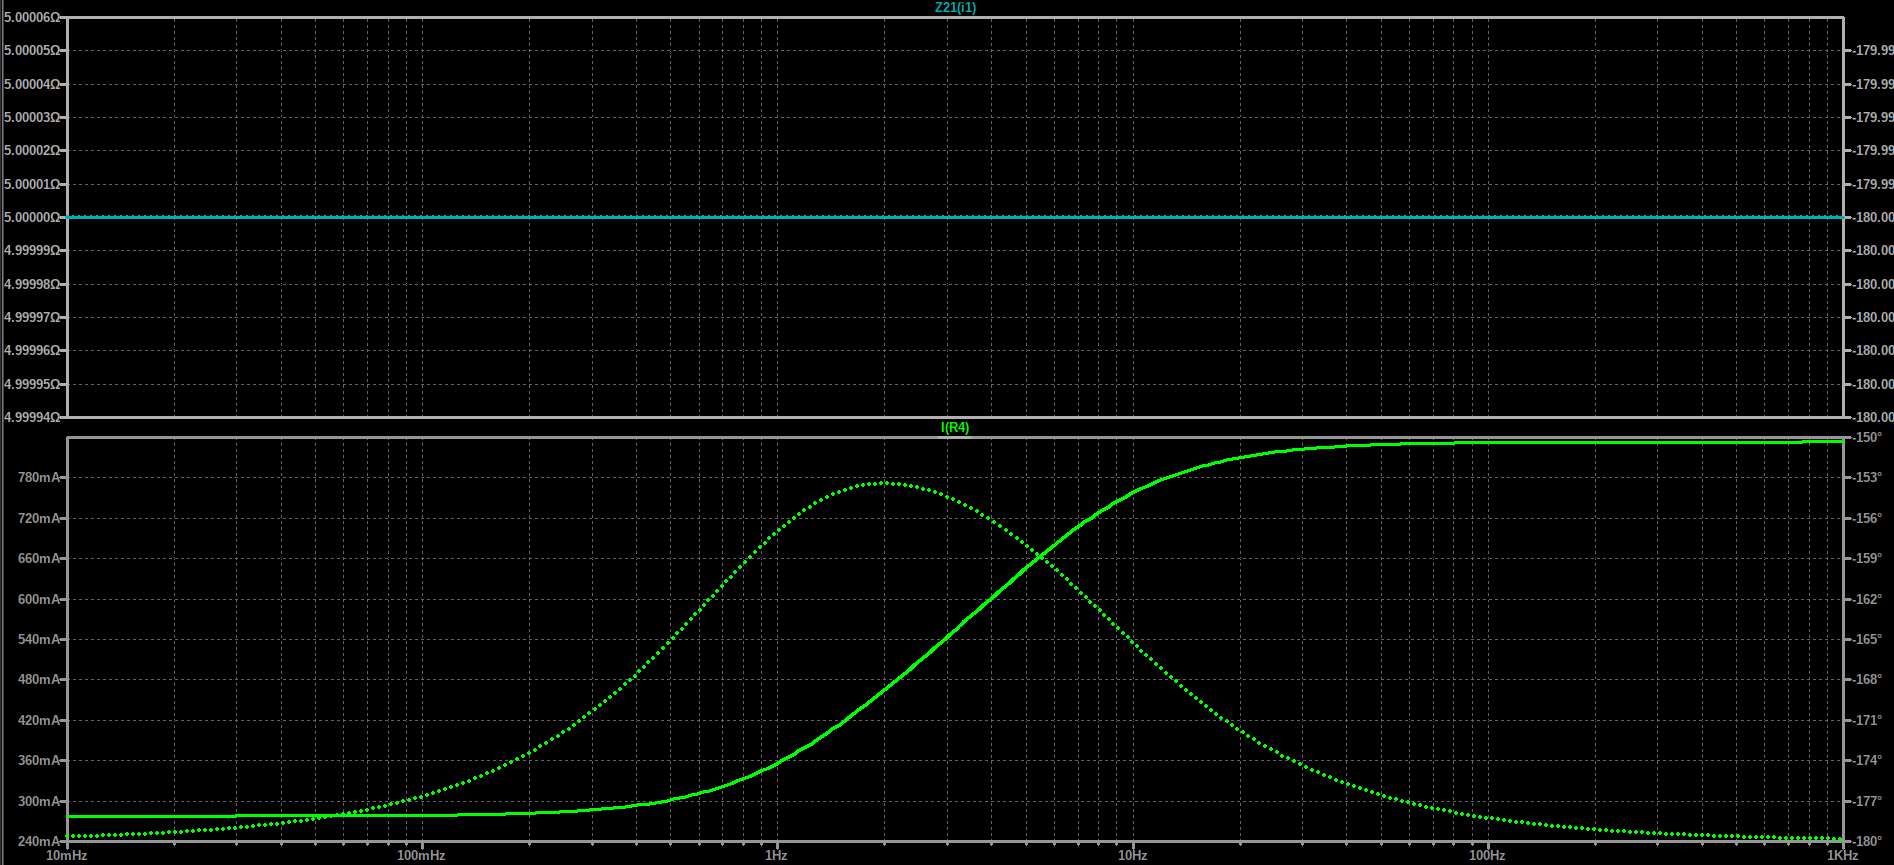 Z21(i1)
5.00006Ω
5.00005Ω -179.99
5.00004Ω -179.99
5.00003Ω -179.99
5.00002Ω -179.99
5.00001Ω -179.99
5.00000Ω -180.00
4.99999Ω -180.00
4.99998Ω -180.00
4.99997Ω -180.00
4.99996Ω -180.00
4.99995Ω -180.00
4.99994Ω -180.00
I(R4)
-150°
780mA -153°
720mA -156°
660mA -159°
600mA -162°
540mA -165°
480mA -168°
420mA -171°
360mA -174°
300mA -177°
240mA -180°
10mHz 100mHz 1Hz 10Hz 100Hz 1KHz